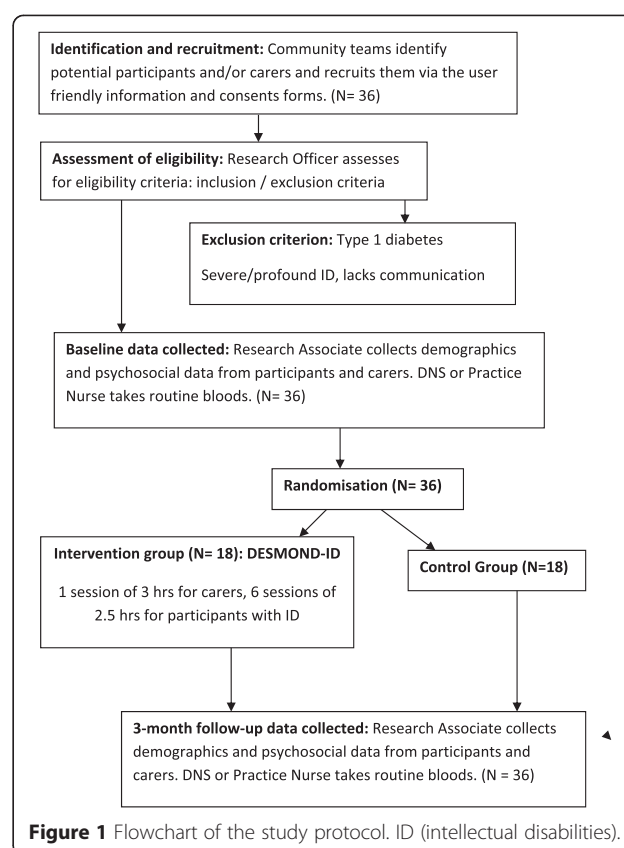 Identification and recruitment: Community teams identify
potential participants and/or carers and recruits them via the user
friendly information and consents forms. (N= 36)
Assessment of eligibility: Research Officer assesses
for eligibility criteria: inclusion / exclusion criteria
Exclusion criterion: Type 1 diabetes
Severe/profound ID, lacks communication
Baseline data collected: Research Associate collects demographics
and psychosocial data from participants and carers. DNS or Practice
Nurse takes routine bloods. (N= 36)
Randomisation (N= 36)
Intervention group (N= 18): DESMOND-ID
1 session of 3 hrs for carers, 6 sessions of
2.5 hrs for participants with ID
Control Group (N=18)
3-month follow-up data collected: Research Associate collects
demographics and psychosocial data from participants and
carers. DNS or Practice Nurse takes routine bloods. (N = 36)
Figure 1 Flowchart of the study protocol. ID (intellectual disabilities).